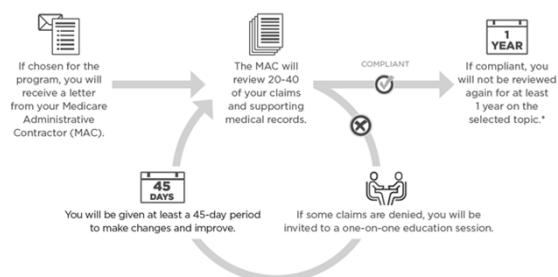 If chosen for the
program, you will
receive a letter
from your Medicare
Administrative
Contractor (MAC).
The MAC will
review 20-40
of your claims
and supporting
medical records.
COMPLIANT
1
YEAR
If compliant, you
will not be reviewed
again for at least
1 year on the
selected topic.*
45
DAYS
You will be given at least a 45-day period
to make changes and improve.
If some claims are denied, you will be
invited to a one-on-one education session.